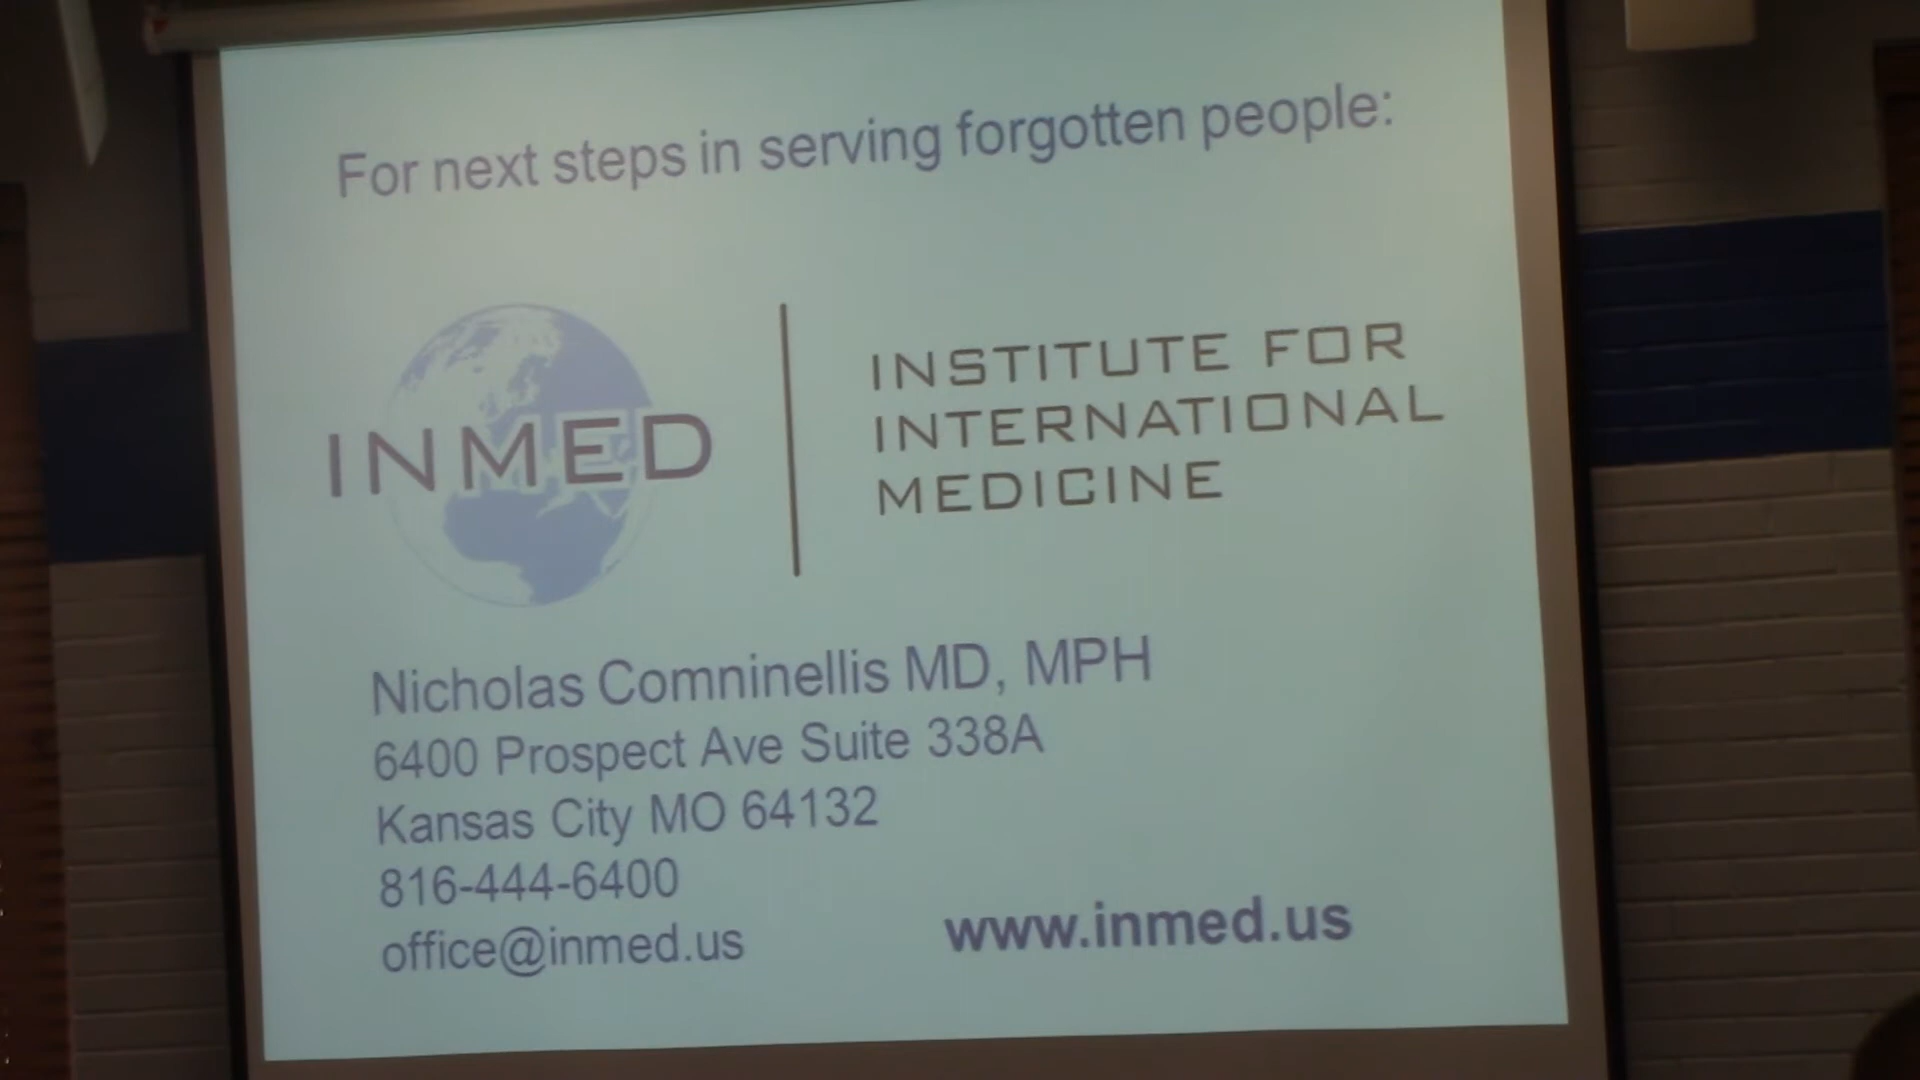 For next steps in serving forgotten people:
INMED
INSTITUTE FOR
INTERNATIONAL
MEDICINE
Nicholas Comninellis MD, MPH
6400 Prospect Ave Suite 338A
Kansas City MO 64132
816-444-6400
office@inmed.us
www.inmed.us